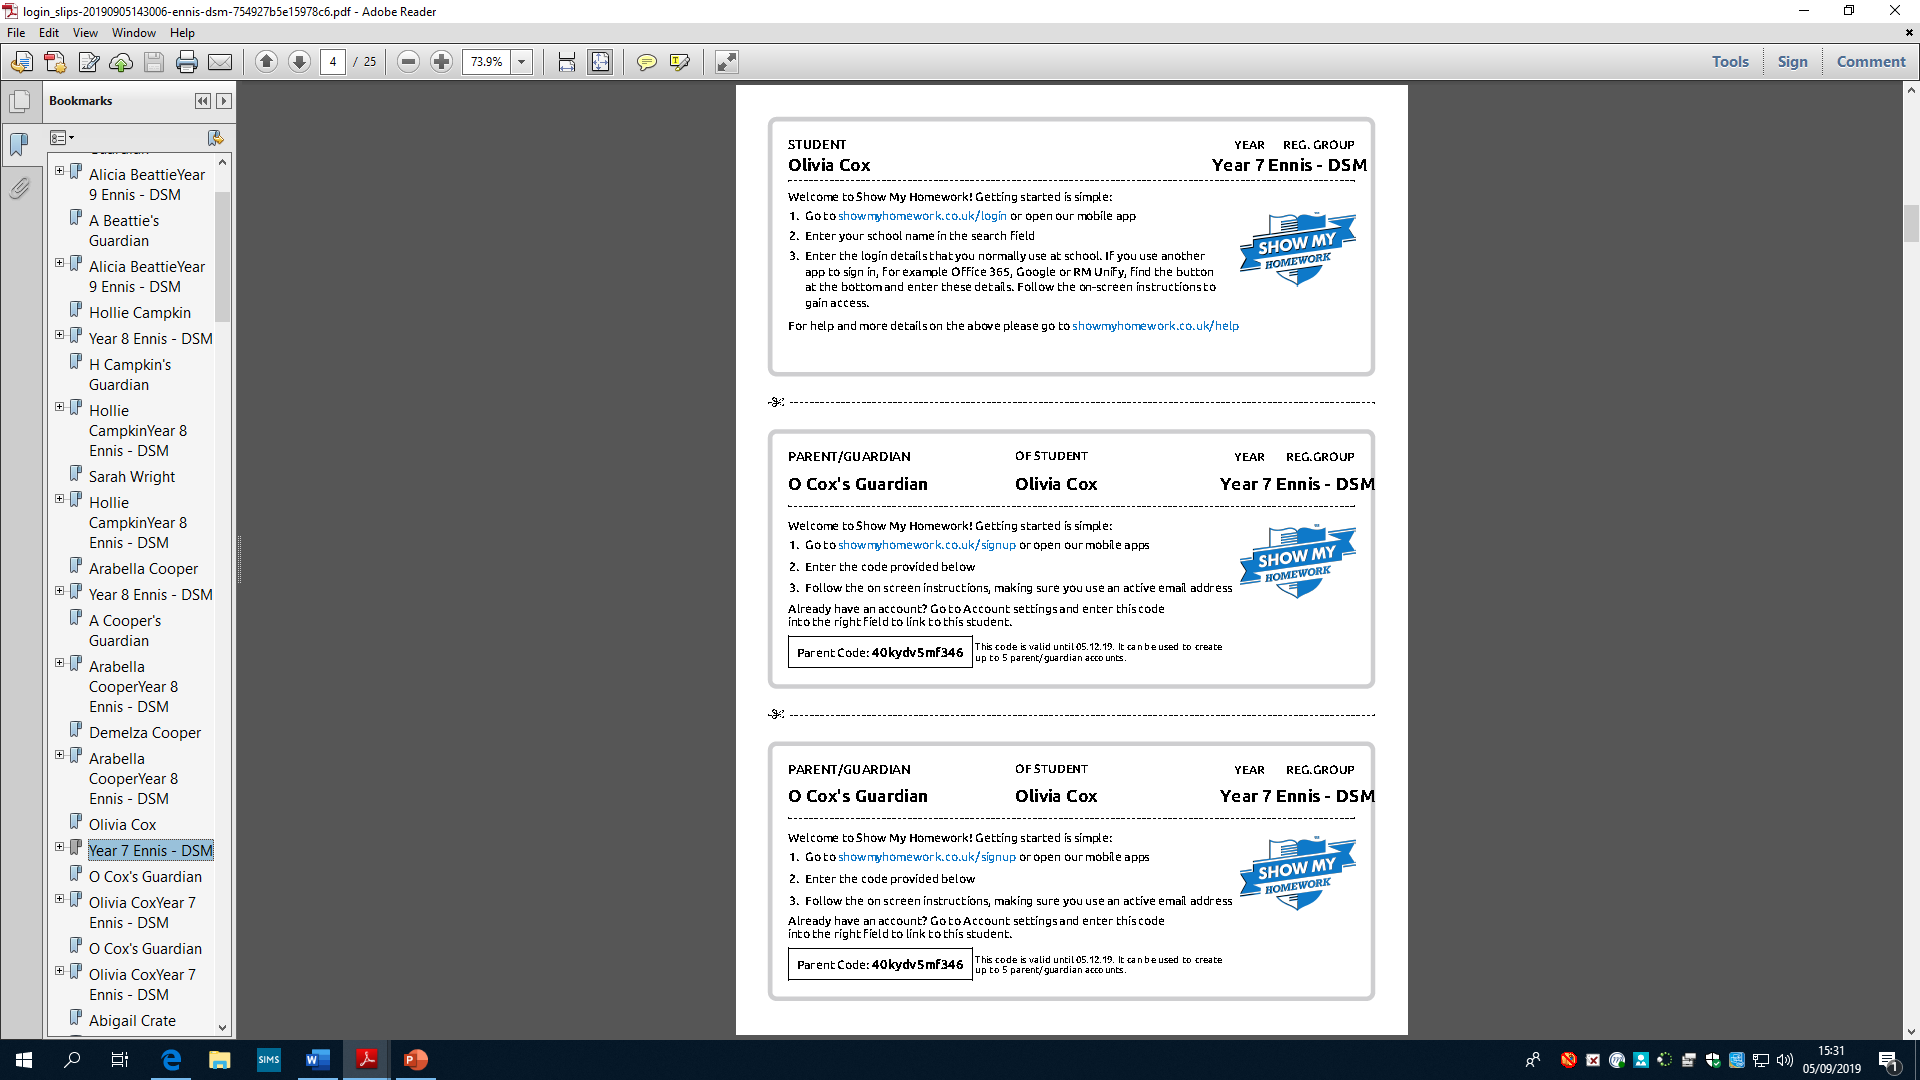 login_slips-20190905143006-ennis-dsm-754927b5e15978c6.pdf - Adobe Reader
File Edit View Window Help
4 / 25 73.9% Tools Sign Comment
Bookmarks
Guardian
Alicia BeattieYear
9 Ennis - DSM
A Beattie's
Guardian
Alicia BeattieYear
9 Ennis - DSM
Hollie Campkin
Year 8 Ennis - DSM
H Campkin's
Guardian
Hollie
CampkinYear 8
Ennis - DSM
Sarah Wright
Hollie
CampkinYear 8
Ennis - DSM
Arabella Cooper
Year 8 Ennis - DSM
A Cooper's
Guardian
Arabella
CooperYear 8
Ennis - DSM
Demelza Cooper
Arabella
CooperYear 8
Ennis - DSM
Olivia Cox
Year 7 Ennis - DSM
O Cox's Guardian
Olivia CoxYear 7
Ennis - DSM
O Cox's Guardian
Olivia CoxYear 7
Ennis - DSM
Abigail Crate
STUDENT YEAR REG. GROUP
Olivia Cox Year 7 Ennis - DSM
Welcome to Show My Homework! Getting started is simple:
1. Go to showmyhomework.co.uk/login or open our mobile app
2. Enter your school name in the search field
3. Enter the login details that you normally use at school. If you use another
app to sign in, for example Office 365, Google or RM Unify, find the button
at the bottom and enter these details. Follow the on-screen instructions to
gain access.
For help and more details on the above please go to showmyhomework.co.uk/help
SHOW MY
HOMEWORK
PARENT/GUARDIAN OF STUDENT YEAR REG.GROUP
O Cox's Guardian Olivia Cox Year 7 Ennis - DSM
Welcome to Show My Homework! Getting started is simple:
1. Go to showmyhomework.co.uk/signup or open our mobile apps
2. Enter the code provided below
3. Follow the on screen instructions, making sure you use an active email address
Already have an account? Go to Account settings and enter this code
into the right field to link to this student.
Parent Code: 40kydv5mf346 This code is valid until 05.12.19. It can be used to create
up to 5 parent/guardian accounts.
SHOW MY
HOMEWORK
PARENT/GUARDIAN OF STUDENT YEAR REG.GROUP
O Cox's Guardian Olivia Cox Year 7 Ennis - DSM
Welcome to Show My Homework! Getting started is simple:
1. Go to showmyhomework.co.uk/signup or open our mobile apps
2. Enter the code provided below
3. Follow the on screen instructions, making sure you use an active email address
Already have an account? Go to Account settings and enter this code
into the right field to link to this student.
Parent Code: 40kydv5mf346 This code is valid until 05.12.19. It can be used to create
up to 5 parent/guardian accounts.
SHOW MY
HOMEWORK
SIMS
15:31
05/09/2019
1